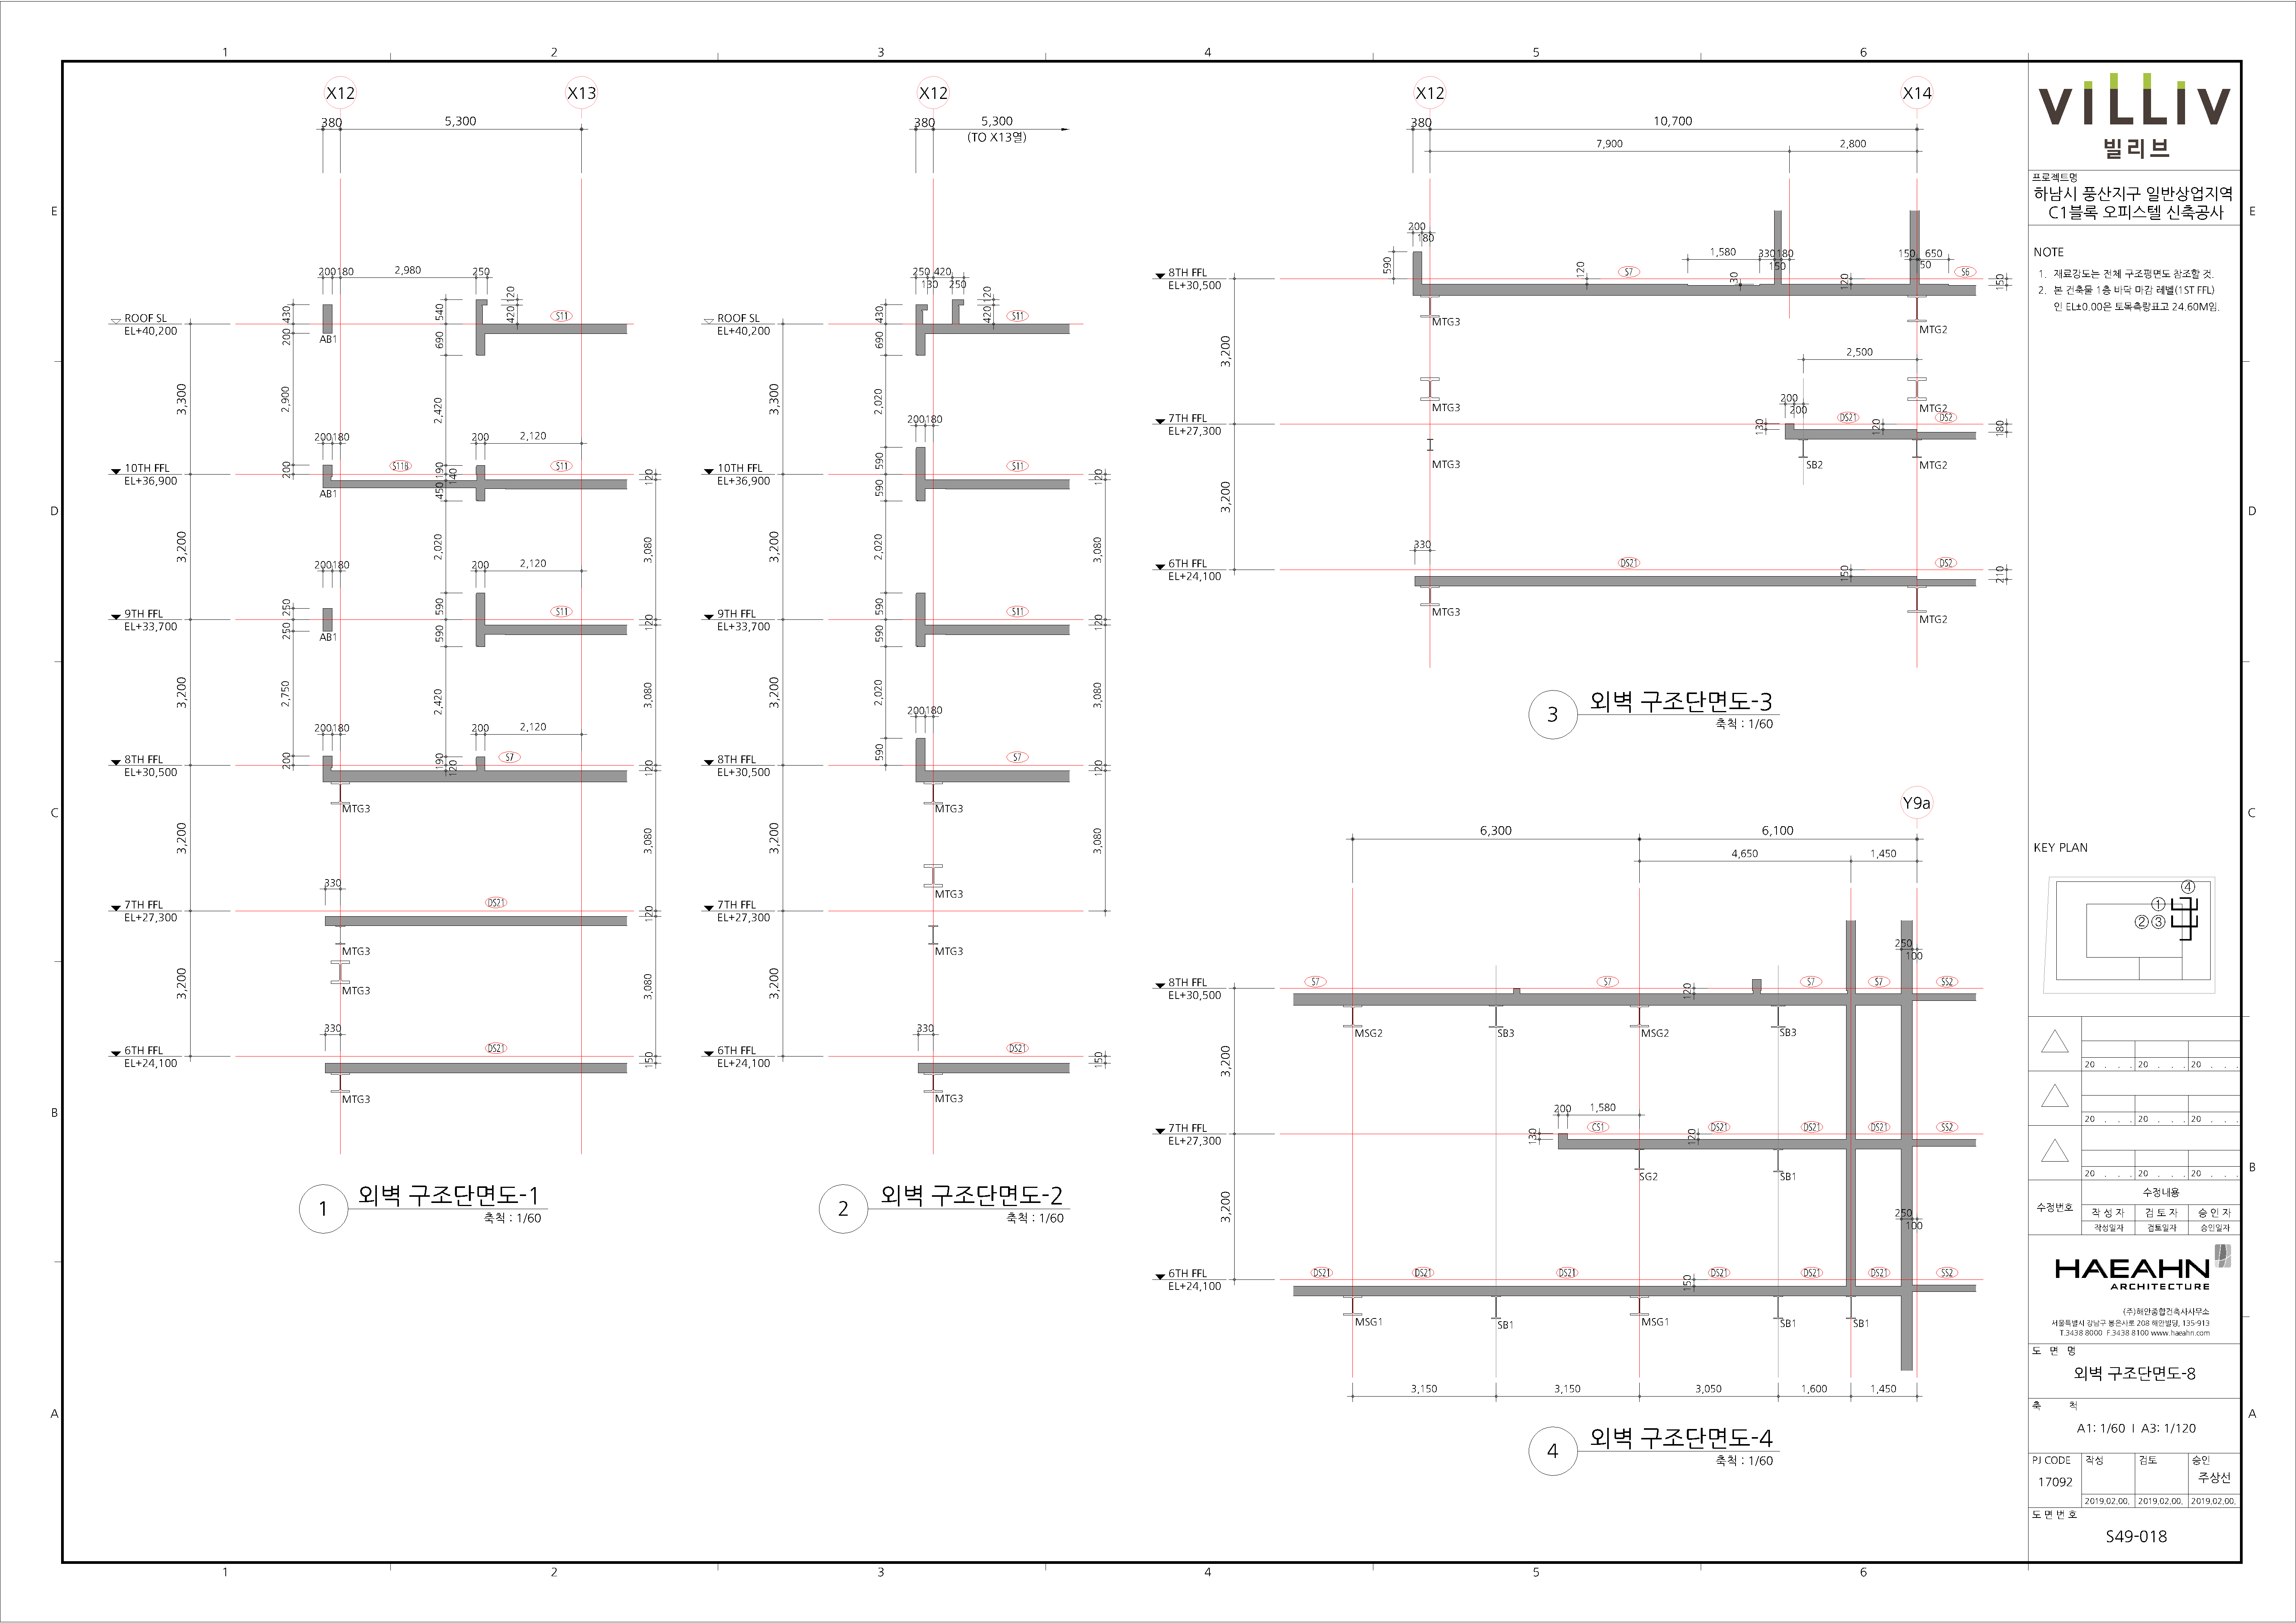 1
2
3
4
5
6
E
D
C
B
A
X12
X13
380
5,300
200
180
2,980
250
430
200
540
690
120
420
S11
ROOF SL
EL+40,200
AB1
3,300
2,900
2,420
200
180
200
2,120
S11B
S11
10TH FFL
EL+36,900
200
190
140
450
120
AB1
3,200
2,020
3,080
200
180
200
2,120
250
250
590
590
S11
9TH FFL
EL+33,700
120
AB1
3,200
2,750
2,420
3,080
200
180
200
2,120
S7
8TH FFL
EL+30,500
200
190
120
120
MTG3
3,200
3,080
330
DS21
7TH FFL
EL+27,300
120
MTG3
MTG3
3,200
3,080
330
DS21
6TH FFL
EL+24,100
150
MTG3
1
외벽 구조단면도-1
축척 : 1/60
X12
380
5,300
(TO X13열)
250
420
130
250
430
690
120
420
S11
ROOF SL
EL+40,200
3,300
2,020
200
180
590
590
S11
10TH FFL
EL+36,900
120
3,200
2,020
3,080
590
590
S11
9TH FFL
EL+33,700
120
3,200
2,020
3,080
200
180
590
S7
8TH FFL
EL+30,500
120
MTG3
3,200
3,080
MTG3
7TH FFL
EL+27,300
MTG3
3,200
330
DS21
6TH FFL
EL+24,100
150
MTG3
2
외벽 구조단면도-2
축척 : 1/60
X12
X14
380
10,700
7,900
2,800
200
180
590
120
S7
1,580
330
180
150
30
120
150
650
50
S6
150
8TH FFL
EL+30,500
MTG3
MTG2
3,200
2,500
MTG3
MTG2
200
200
130
DS21
120
DS2
180
7TH FFL
EL+27,300
MTG3
SB2
MTG2
3,200
330
DS21
150
DS2
210
6TH FFL
EL+24,100
MTG3
MTG2
3
외벽 구조단면도-3
축척 : 1/60
Y9a
6,300
6,100
4,650
1,450
250
100
8TH FFL
EL+30,500
S7
S7
120
S7
S7
SS2
MSG2
SB3
MSG2
SB3
3,200
200
1,580
130
CS1
120
DS21
DS21
DS21
SS2
7TH FFL
EL+27,300
SG2
SB1
3,200
250
100
6TH FFL
EL+24,100
DS21
DS21
DS21
150
DS21
DS21
DS21
SS2
MSG1
SB1
MSG1
SB1
SB1
3,150
3,150
3,050
1,600
1,450
4
외벽 구조단면도-4
축척 : 1/60
VILLIV
빌리브
프로젝트명
하남시 풍산지구 일반상업지역
C1블록 오피스텔 신축공사
NOTE
1. 재료강도는 전체 구조평면도 참조할 것.
2. 본 건축물 1층 바닥 마감 레벨(1ST FFL)
인 EL±0.00은 토목측량표고 24.60M임.
KEY PLAN
④
①
②③
20 . . . 20 . . . 20 . . .
20 . . . 20 . . . 20 . . .
20 . . . 20 . . . 20 . . .
수정번호
수정내용
작 성 자 검 토 자 승 인 자
작성일자 검토일자 승인일자
HAEAHN
ARCHITECTURE
(주)해안종합건축사사무소
서울특별시 강남구 봉은사로 208 해안빌딩, 135-913
T.3438 8000 F.3438 8100 www.haeahn.com
도 면 명
외벽 구조단면도-8
축 척
A1: 1/60 I A3: 1/120
PJ CODE 작성 검토 승인
17092 주상선
2019.02.00. 2019.02.00. 2019.02.00.
도 면 번 호
S49-018
E
D
C
B
A
1
2
3
4
5
6